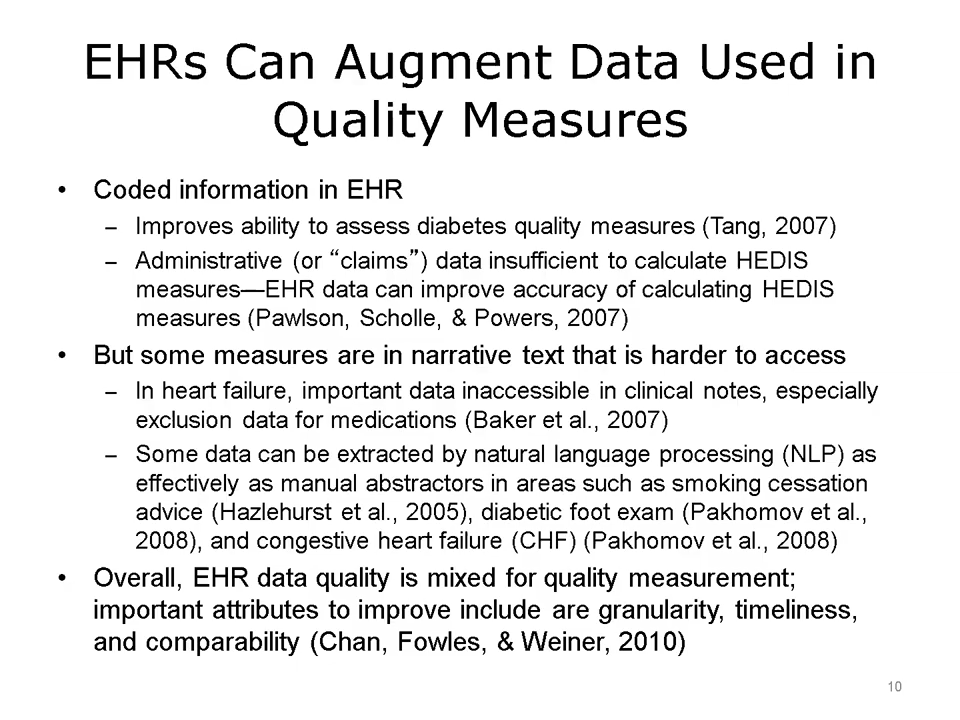 EHRs Can Augment Data Used in
Quality Measures
• Coded information in EHR
– Improves ability to assess diabetes quality measures (Tang, 2007)
– Administrative (or “claims”) data insufficient to calculate HEDIS
measures—EHR data can improve accuracy of calculating HEDIS
measures (Pawlson, Scholle, & Powers, 2007)
• But some measures are in narrative text that is harder to access
– In heart failure, important data inaccessible in clinical notes, especially
exclusion data for medications (Baker et al., 2007)
– Some data can be extracted by natural language processing (NLP) as
effectively as manual abstractors in areas such as smoking cessation
advice (Hazlehurst et al., 2005), diabetic foot exam (Pakhomov et al.,
2008), and congestive heart failure (CHF) (Pakhomov et al., 2008)
• Overall, EHR data quality is mixed for quality measurement;
important attributes to improve include are granularity, timeliness,
and comparability (Chan, Fowles, & Weiner, 2010)
10